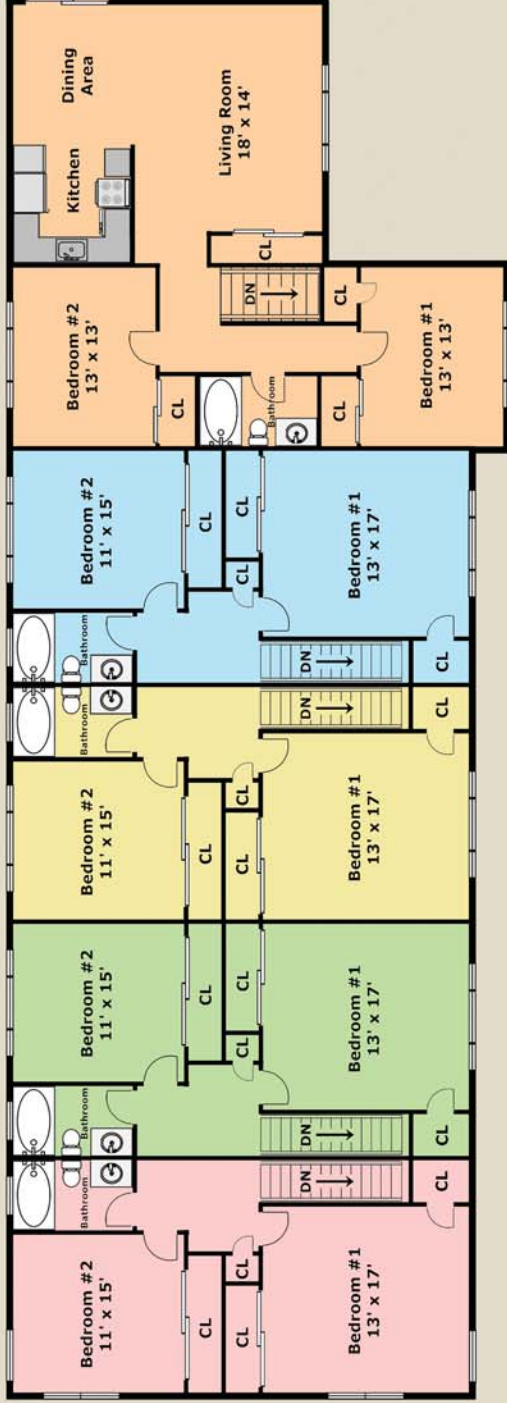 Bedroom #2
11' x 15'
Bathroom
CL
CL
CL
DN
Bedroom #1
13' x 17'
CL
Bedroom #2
11' x 15'
Bathroom
CL
CL
CL
DN
Bedroom #1
13' x 17'
CL
Bedroom #2
11' x 15'
Bathroom
CL
CL
CL
DN
Bedroom #1
13' x 17'
CL
Bedroom #2
11' x 15'
Bathroom
CL
CL
CL
DN
Bedroom #1
13' x 17'
CL
Bedroom #2
13' x 13'
CL
Bathroom
CL
Bedroom #1
13' x 13'
CL
DN
CL
Kitchen
Dining
Area
Living Room
18' x 14'